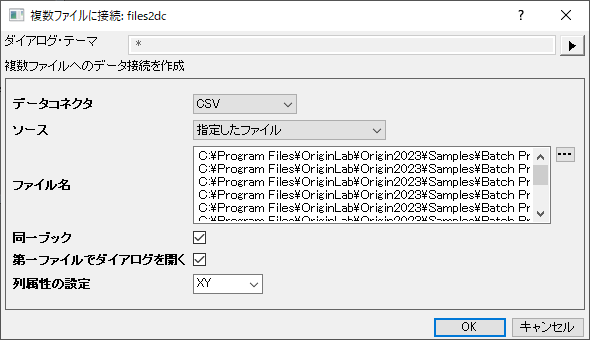 複数ファイルに接続: files2dc
ダイアログ・テーマ *
複数ファイルへのデータ接続を作成
データコネクタ CSV
ソース 指定したファイル
ファイル名
C:¥Program Files¥OriginLab¥Origin2023¥Samples¥Batch Pr
C:¥Program Files¥OriginLab¥Origin2023¥Samples¥Batch Pr
C:¥Program Files¥OriginLab¥Origin2023¥Samples¥Batch Pr
C:¥Program Files¥OriginLab¥Origin2023¥Samples¥Batch Pr
C:¥Program Files¥OriginLab¥Origin2023¥Samples¥Batch Pr
C:¥Program Files¥OriginLab¥Origin2023¥Samples¥Batch Pr
同一ブック
第一ファイルでダイアログを開く
列属性の設定 XY
OK キャンセル